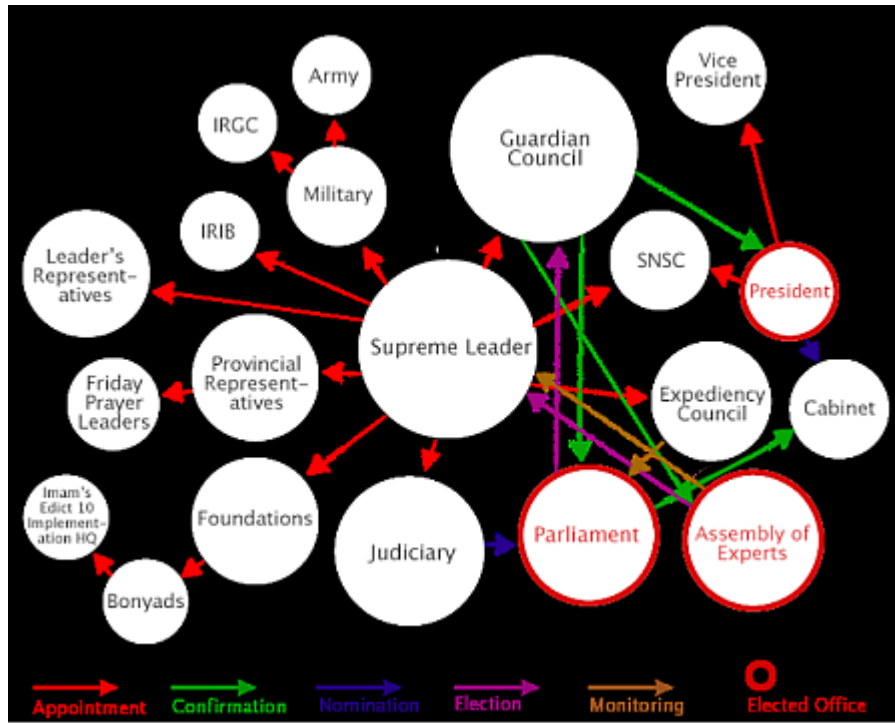 Vice
President
Army
Guardian
Council
IRGC
Military
IRIB
SNSC
Leader's
Represent-
atives
President
Supreme Leader
Provincial
Represent-
atives
Friday
Prayer
Leaders
Expediency
Council
Cabinet
Imam's
Edict 10
Implement-
ation HQ
Foundations
Judiciary
Parliament
Assembly of
Experts
Bonyads
Appointment
Confirmation
Nomination
Election
Monitoring
Elected Office